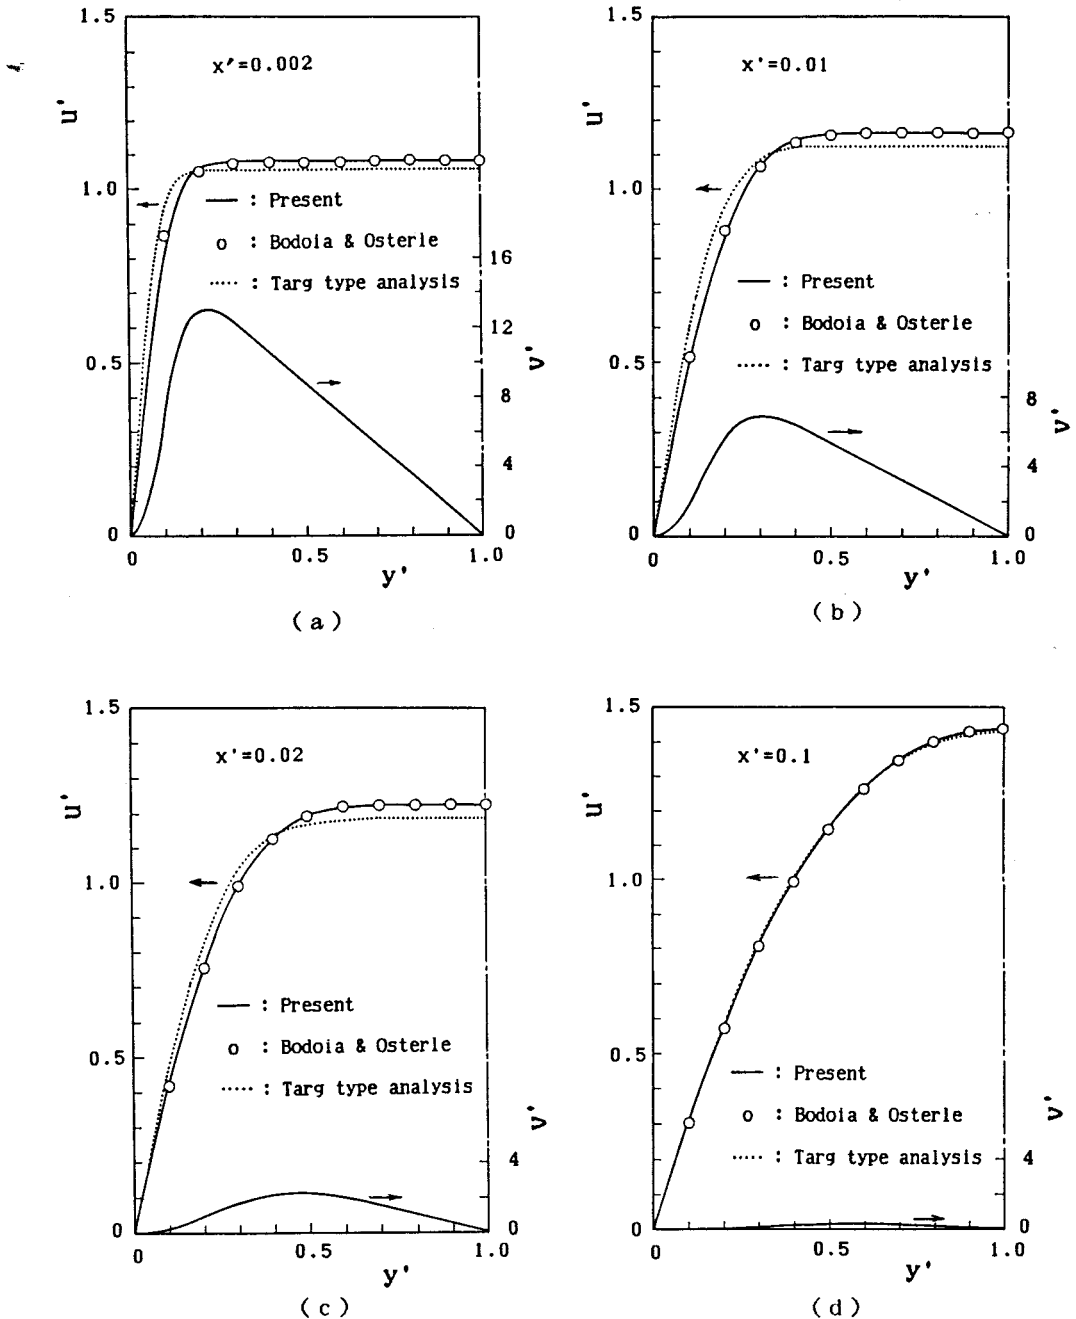 1.5
x'=0.002
u'
1.0
— : Present
o : Bodoia & Osterle
····· : Targ type analysis
16
12
v'
0.5
8
4
0
0
0
0.5
1.0
y'
(a)
1.5
x'=0.01
u'
1.0
— : Present
o : Bodoia & Osterle
····· : Targ type analysis
0.5
8
v'
4
0
0
0
0.5
1.0
y'
(b)
1.5
x'=0.02
u'
1.0
— : Present
o : Bodoia & Osterle
····· : Targ type analysis
0.5
v'
4
0
0
0
0.5
1.0
y'
(c)
1.5
x'=0.1
u'
1.0
— : Present
o : Bodoia & Osterle
····· : Targ type analysis
0.5
v'
4
0
0
0
0.5
1.0
y'
(d)